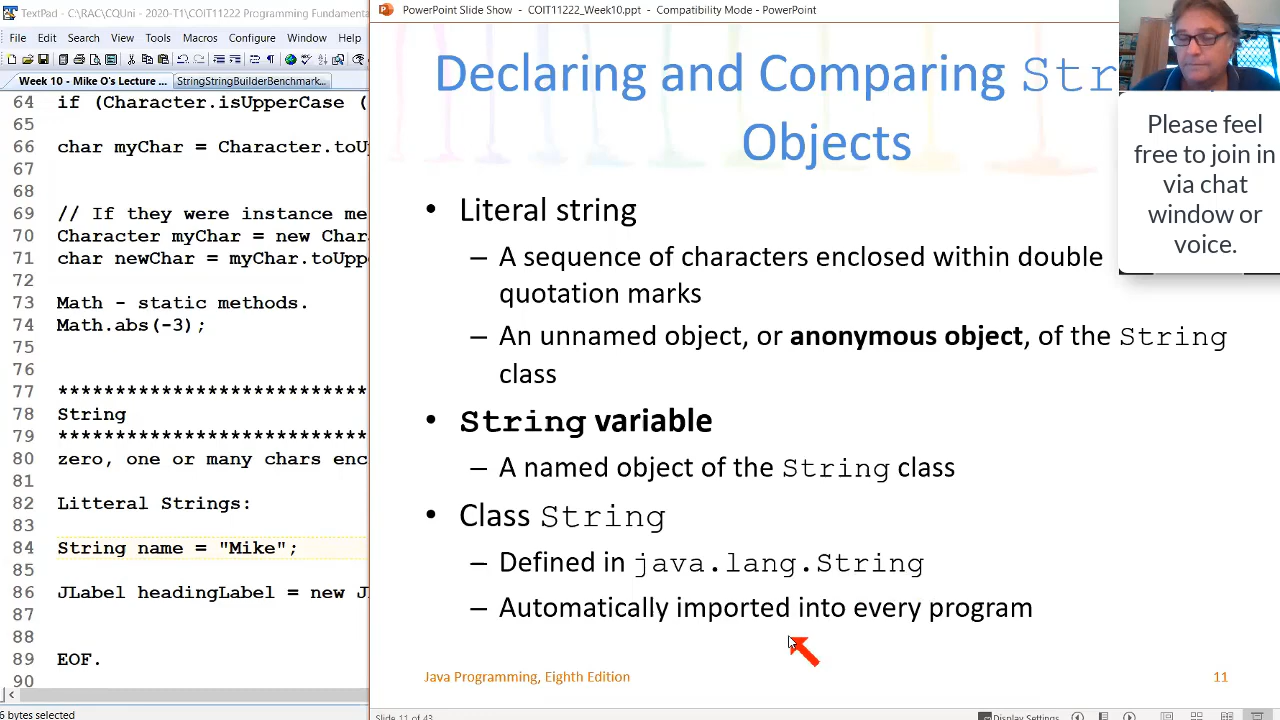 TextPad - C:\RAC\CQUni - 2020-T1\COIT11222 Programming Fundamenta
File Edit Search View Tools Macros Configure Window Help
Week 10 - Mike O's Lecture ... StringStringBuilderBenchmark...
64 if (Character.isUpperCase (
65
66 char myChar = Character.toU
67
68
69 // If they were instance me
70 Character myChar = new Char
71 char newChar = myChar.toUpp
72
73 Math - static methods.
74 Math.abs(-3);
75
76
77 ****************************
78 String
79 ****************************
80 zero, one or many chars enc
81
82 Litteral Strings:
83
84 String name = "Mike";
85
86 JLabel headingLabel = new J
87
88
89 EOF.
90
6 bytes selected
PowerPoint Slide Show - COIT11222_Week10.ppt - Compatibility Mode - PowerPoint
Declaring and Comparing Str
Objects
• Literal string
– A sequence of characters enclosed within double
quotation marks
– An unnamed object, or anonymous object, of the String
class
• String variable
– A named object of the String class
• Class String
– Defined in java.lang.String
– Automatically imported into every program
Java Programming, Eighth Edition 11
Slide 11 of 43 Display Settings
Please feel
free to join in
via chat
window or
voice.